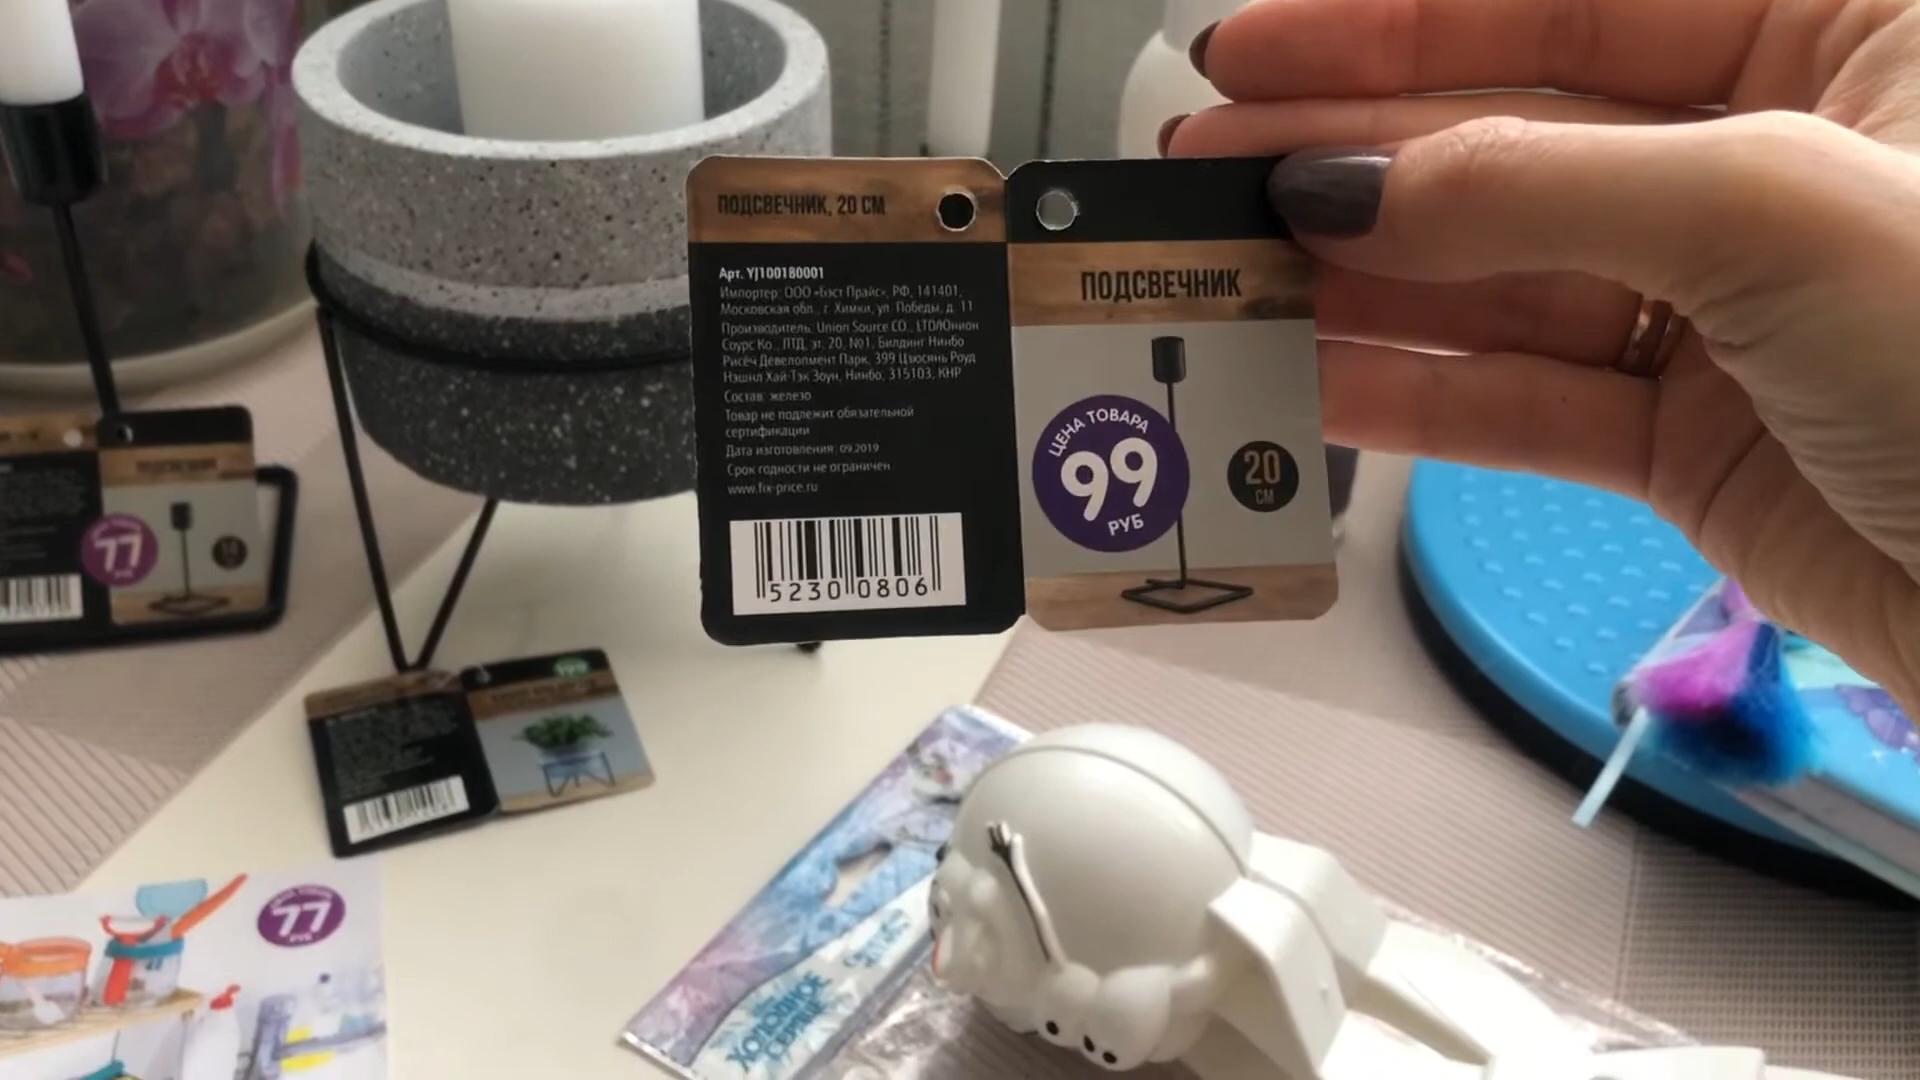 ПОДСВЕЧНИК, 20 СМ
Арт. YJ100180001
Импортер: ООО «Бэст Прайс», РФ, 141401,
Московская обл., г. Химки, ул. Победы, д. 11
Производитель: Union Source CO., LTD/Юнион
Соурс Ко., ЛТД, эт. 20, №1, Билдинг Нинбо
Рисёч Девелопмент Парк, 399 Цзюсянь Роуд
Нэшнл Хай-Тэк Зоун, Нинбо, 315103, КНР
Состав: железо
Товар не подлежит обязательной
сертификации
Дата изготовления: 09.2019
Срок годности не ограничен
www.fix-price.ru
5230 0806
ПОДСВЕЧНИК
ЦЕНА ТОВАРА
99
РУБ
20
СМ
ПОДСВЕЧНИК
77
199
77
РУБ
ХОЛОДНОЕ
СЕРДЦЕ